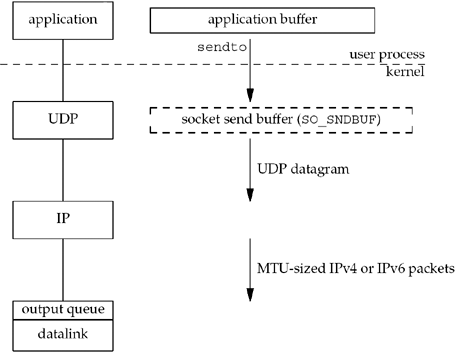 application
application buffer
sendto
user process
kernel
UDP
socket send buffer (SO_SNDBUF)
UDP datagram
IP
MTU-sized IPv4 or IPv6 packets
output queue
datalink